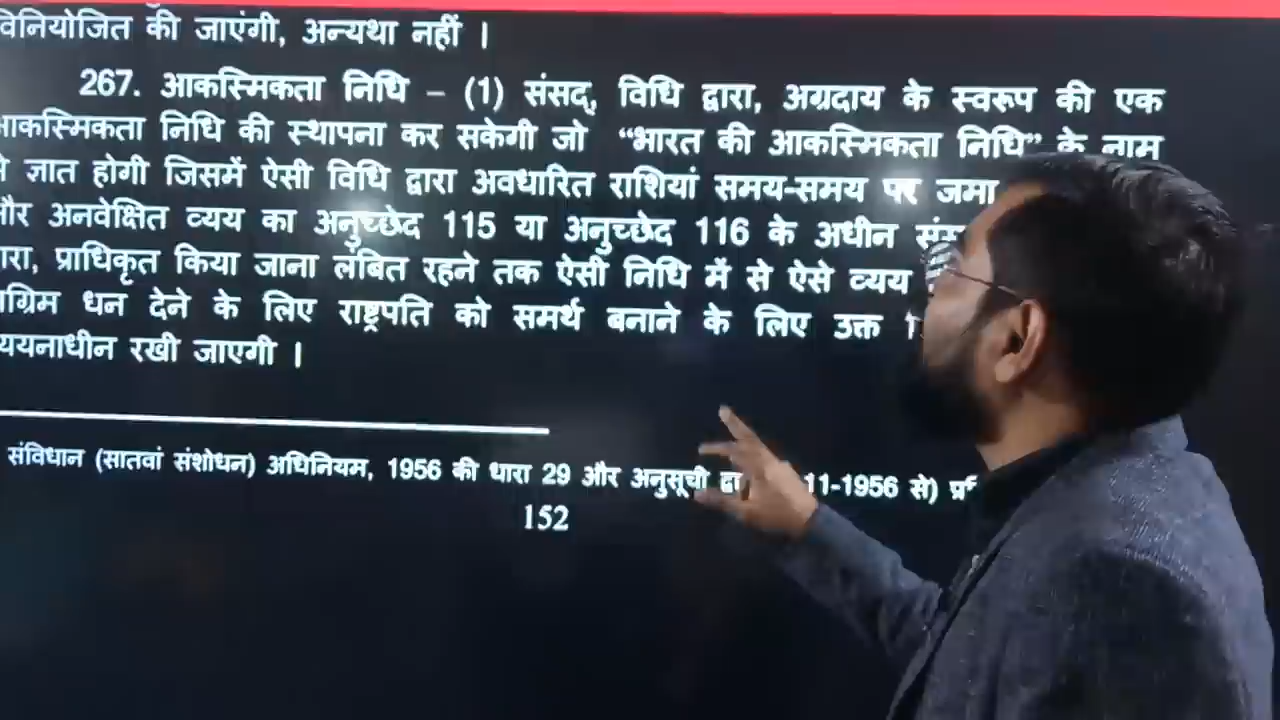 विनियोजित की जाएंगी, अन्यथा नहीं ।
267. आकस्मिकता निधि – (1) संसद्, विधि द्वारा, अग्रदाय के स्वरूप की एक
आकस्मिकता निधि की स्थापना कर सकेगी जो “भारत की आकस्मिकता निधि” के नाम
ज्ञात होगी जिसमें ऐसी विधि द्वारा अवधारित राशियां समय-समय पर जमा
और अनवेक्षित व्यय का अनुच्छेद 115 या अनुच्छेद 116 के अधीन
प्राधिकृत किया जाना लंबित रहने तक ऐसी निधि में से ऐसे व्यय
धन देने के लिए राष्ट्रपति को समर्थ बनाने के लिए उक्त
रखी जाएगी ।
संविधान (सातवां संशोधन) अधिनियम, 1956 की धारा 29 और अनुसूची 11-1956 से)
152